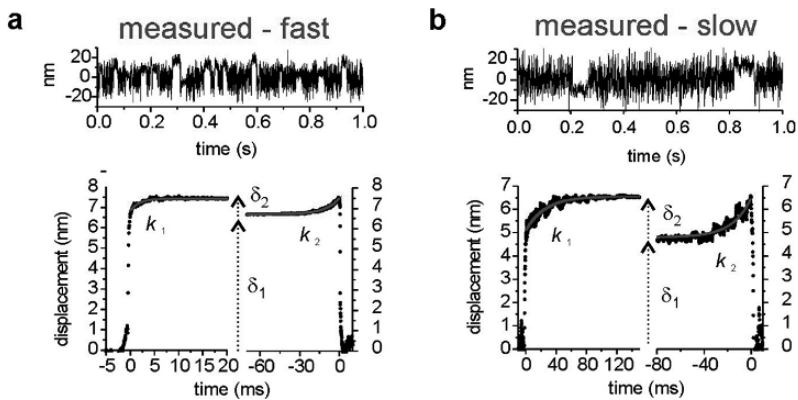 a
measured - fast
nm
20
0
-20
0.0 0.2 0.4 0.6 0.8 1.0
time (s)
displacement (nm)
8
7
6
5
4
3
2
1
0
k 1
δ2
δ1
k 2
8
7
6
5
4
3
2
1
0
-5 0 5 10 15 20
-60 -30 0
time (ms)
b
measured - slow
nm
20
0
-20
0.0 0.2 0.4 0.6 0.8 1.0
time (s)
displacement (nm)
7
6
5
4
3
2
1
0
k 1
δ2
δ1
k 2
7
6
5
4
3
2
1
0
0 40 80 120
-80 -40 0
time (ms)